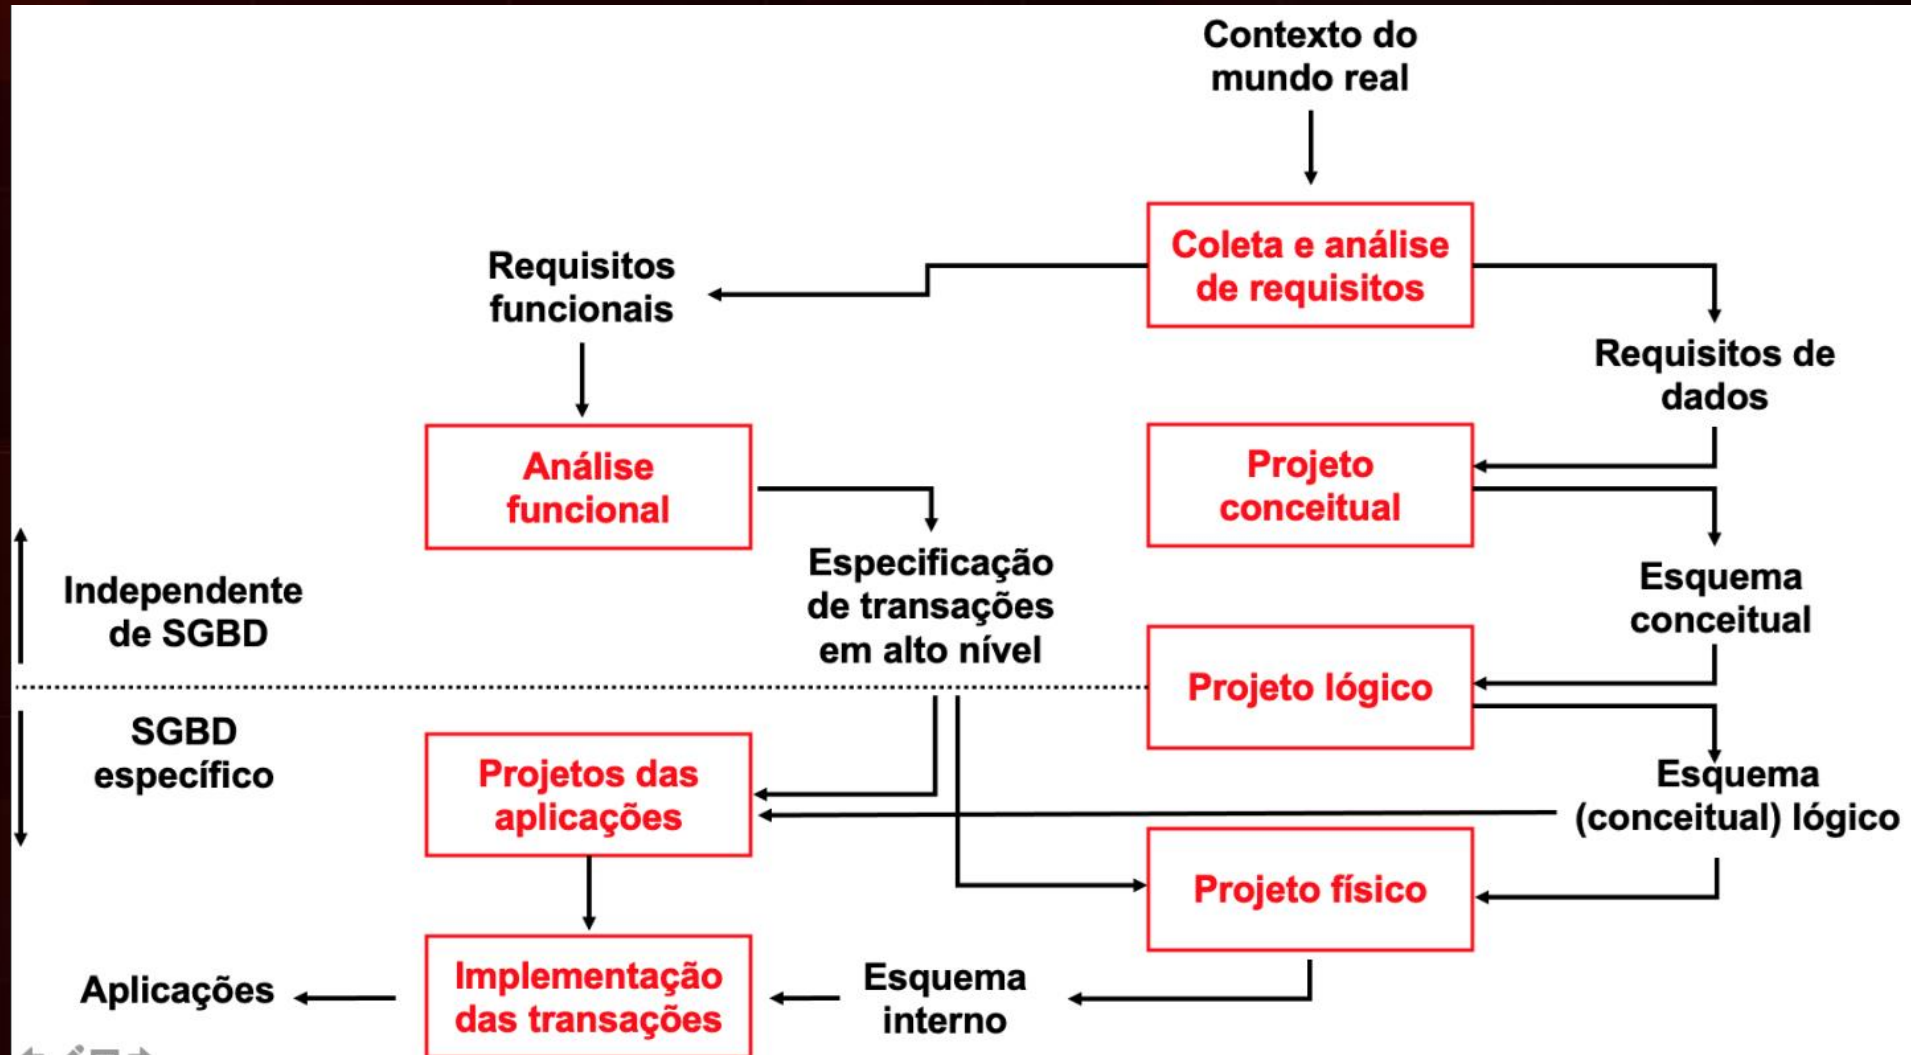 Contexto do
mundo real
Coleta e análise
de requisitos
Requisitos
funcionais
Requisitos de
dados
Análise
funcional
Projeto
conceitual
Especificação
de transações
em alto nível
Esquema
conceitual
Independente
de SGBD
Projeto lógico
SGBD
específico
Projetos das
aplicações
Esquema
(conceitual) lógico
Projeto físico
Aplicações
Implementação
das transações
Esquema
interno